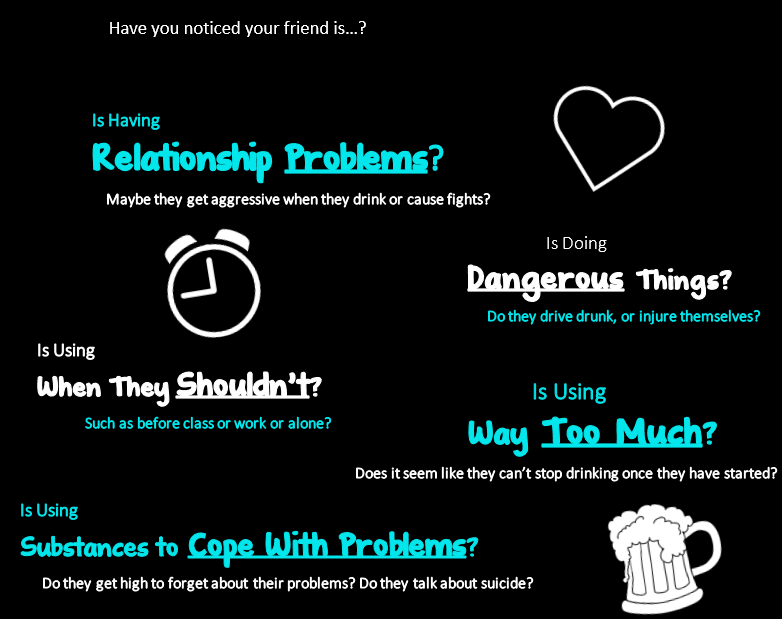 Have you noticed your friend is...?
Is Having
Relationship Problems?
Maybe they get aggressive when they drink or cause fights?
Is Doing
Dangerous Things?
Do they drive drunk, or injure themselves?
Is Using
When They Shouldn't?
Such as before class or work or alone?
Is Using
Way Too Much?
Does it seem like they can't stop drinking once they have started?
Is Using
Substances to Cope With Problems?
Do they get high to forget about their problems? Do they talk about suicide?